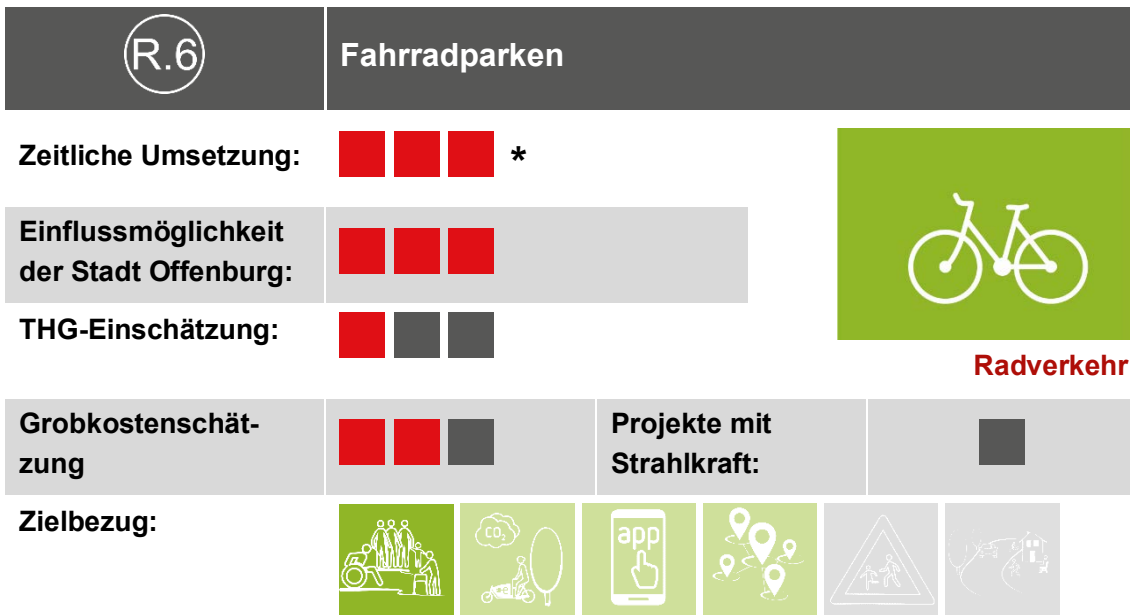 R.6
Fahrradparken
Zeitliche Umsetzung:
*
Einflussmöglichkeit
der Stadt Offenburg:
THG-Einschätzung:
Radverkehr
Grobkostenschät-
zung
Projekte mit
Strahlkraft:
Zielbezug:
CO₂
app